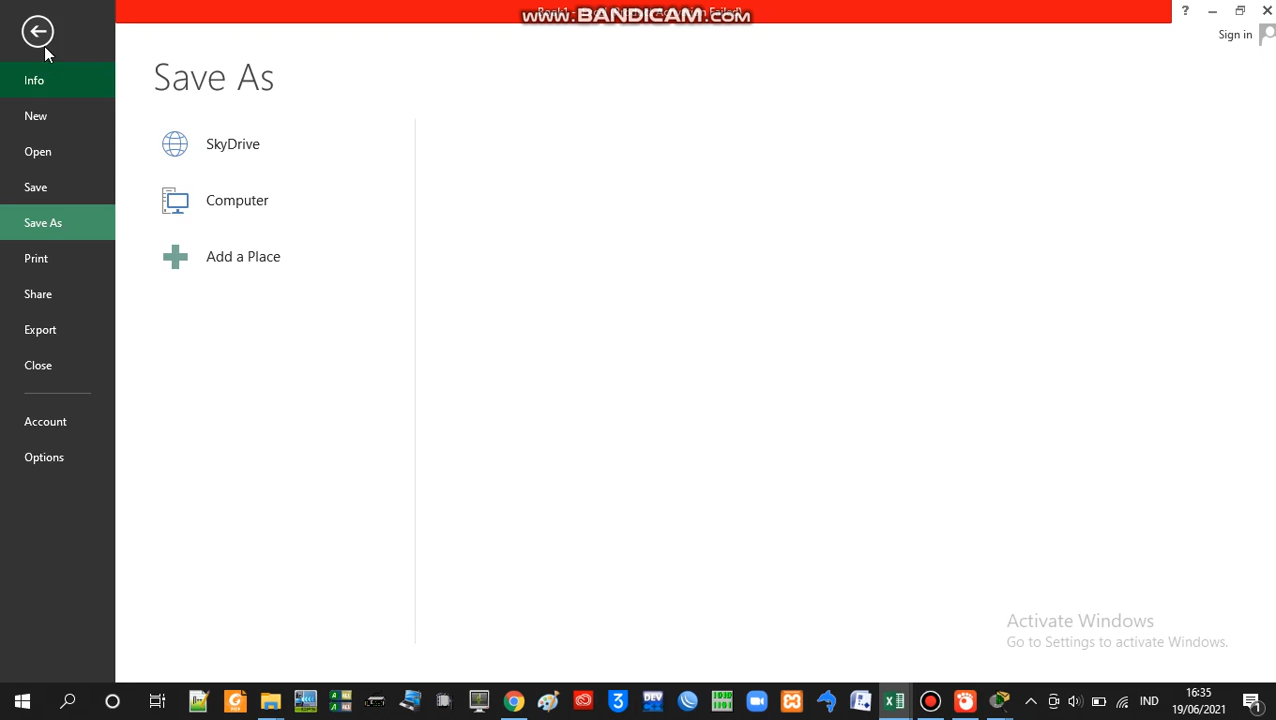 www.BANDICAM.com
?
Sign in
Info
New
Open
Save
Save As
Print
Share
Export
Close
Account
Options
Save As
SkyDrive
Computer
Add a Place
Activate Windows
Go to Settings to activate Windows.
IND
16:35
19/06/2021